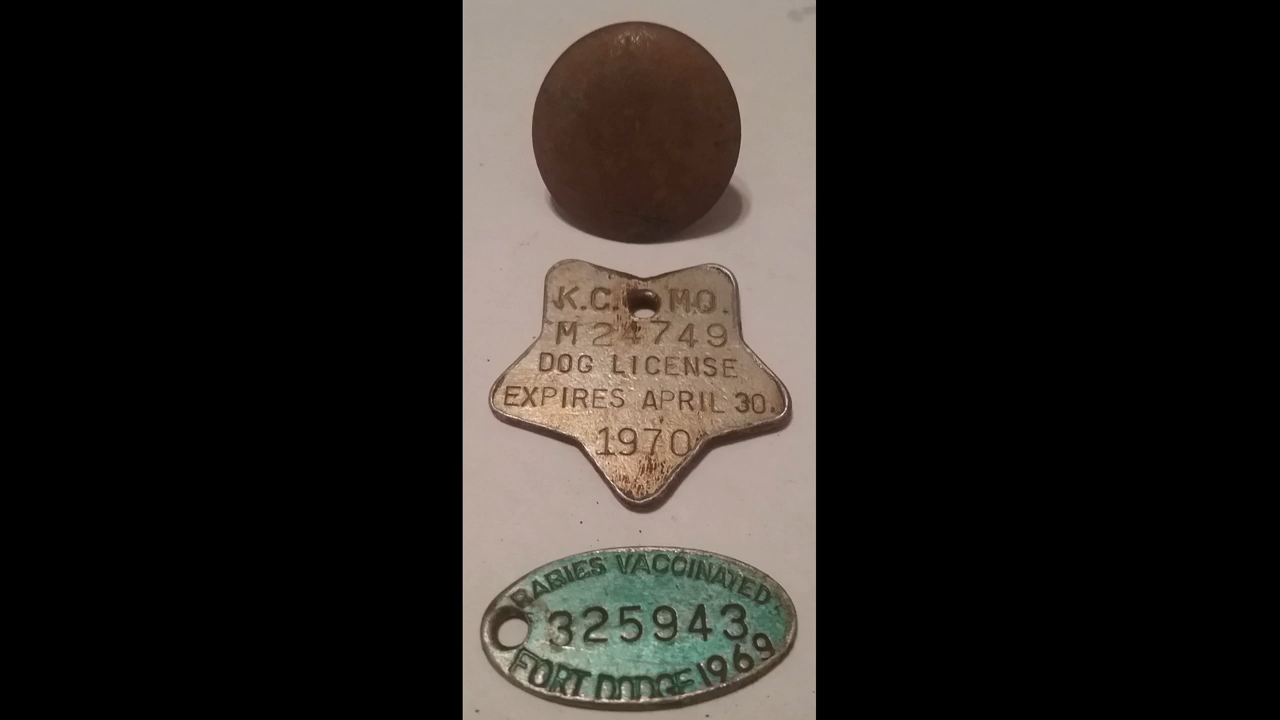 K.C. MO.
M 24749
DOG LICENSE
EXPIRES APRIL 30.
1970
RABIES VACCINATED
325943
FORT DODGE 1969